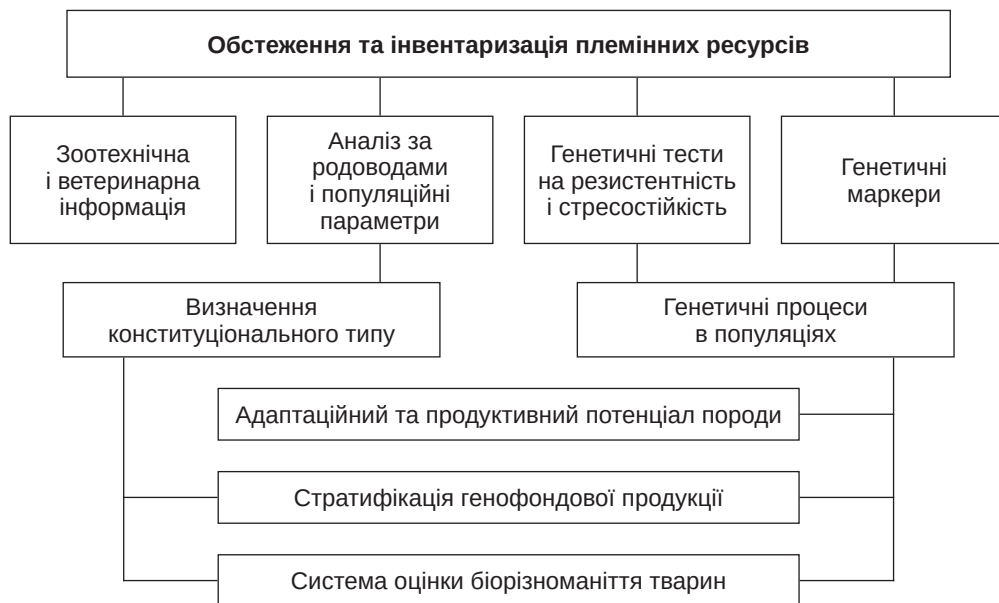 Обстеження та інвентаризація племінних ресурсів
Зоотехнічна
і ветеринарна
інформація
Аналіз за
родоводами
і популяційні
параметри
Генетичні тести
на резистентність
і стресостійкість
Генетичні
маркери
Визначення
конституціонального типу
Генетичні процеси
в популяціях
Адаптаційний та продуктивний потенціал породи
Стратифікація генофондової продукції
Система оцінки біорізноманіття тварин